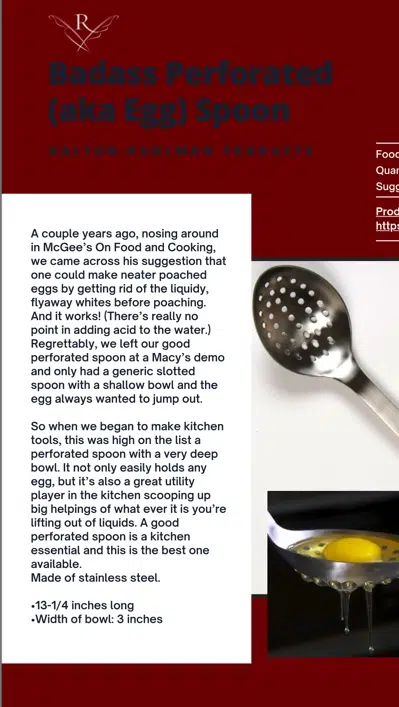 R
Badass Perforated
(aka Egg) Spoon
DALTON RUHLMAN PRODUCTS
Food
Quan
Sugg
Prod
https
A couple years ago, nosing around
in McGee's On Food and Cooking,
we came across his suggestion that
one could make neater poached
eggs by getting rid of the liquidy,
flyaway whites before poaching.
And it works! (There's really no
point in adding acid to the water.)
Regrettably, we left our good
perforated spoon at a Macy's demo
and only had a generic slotted
spoon with a shallow bowl and the
egg always wanted to jump out.
So when we began to make kitchen
tools, this was high on the list a
perforated spoon with a very deep
bowl. It not only easily holds any
egg, but it's also a great utility
player in the kitchen scooping up
big helpings of what ever it is you're
lifting out of liquids. A good
perforated spoon is a kitchen
essential and this is the best one
available.
Made of stainless steel.
•13-1/4 inches long
•Width of bowl: 3 inches